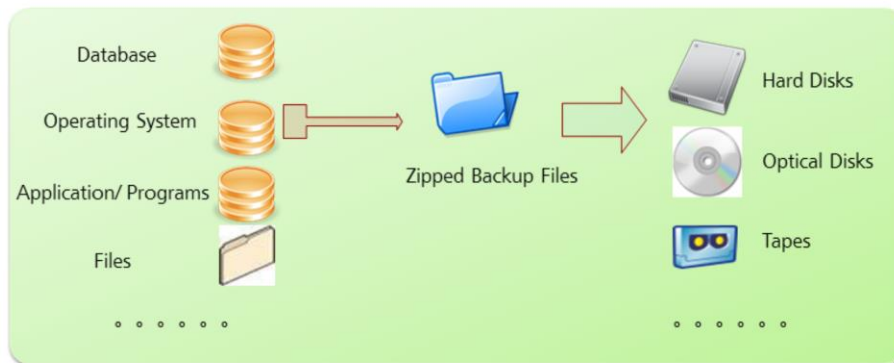 Database
Operating System
Application/ Programs
Files
Zipped Backup Files
Hard Disks
Optical Disks
Tapes